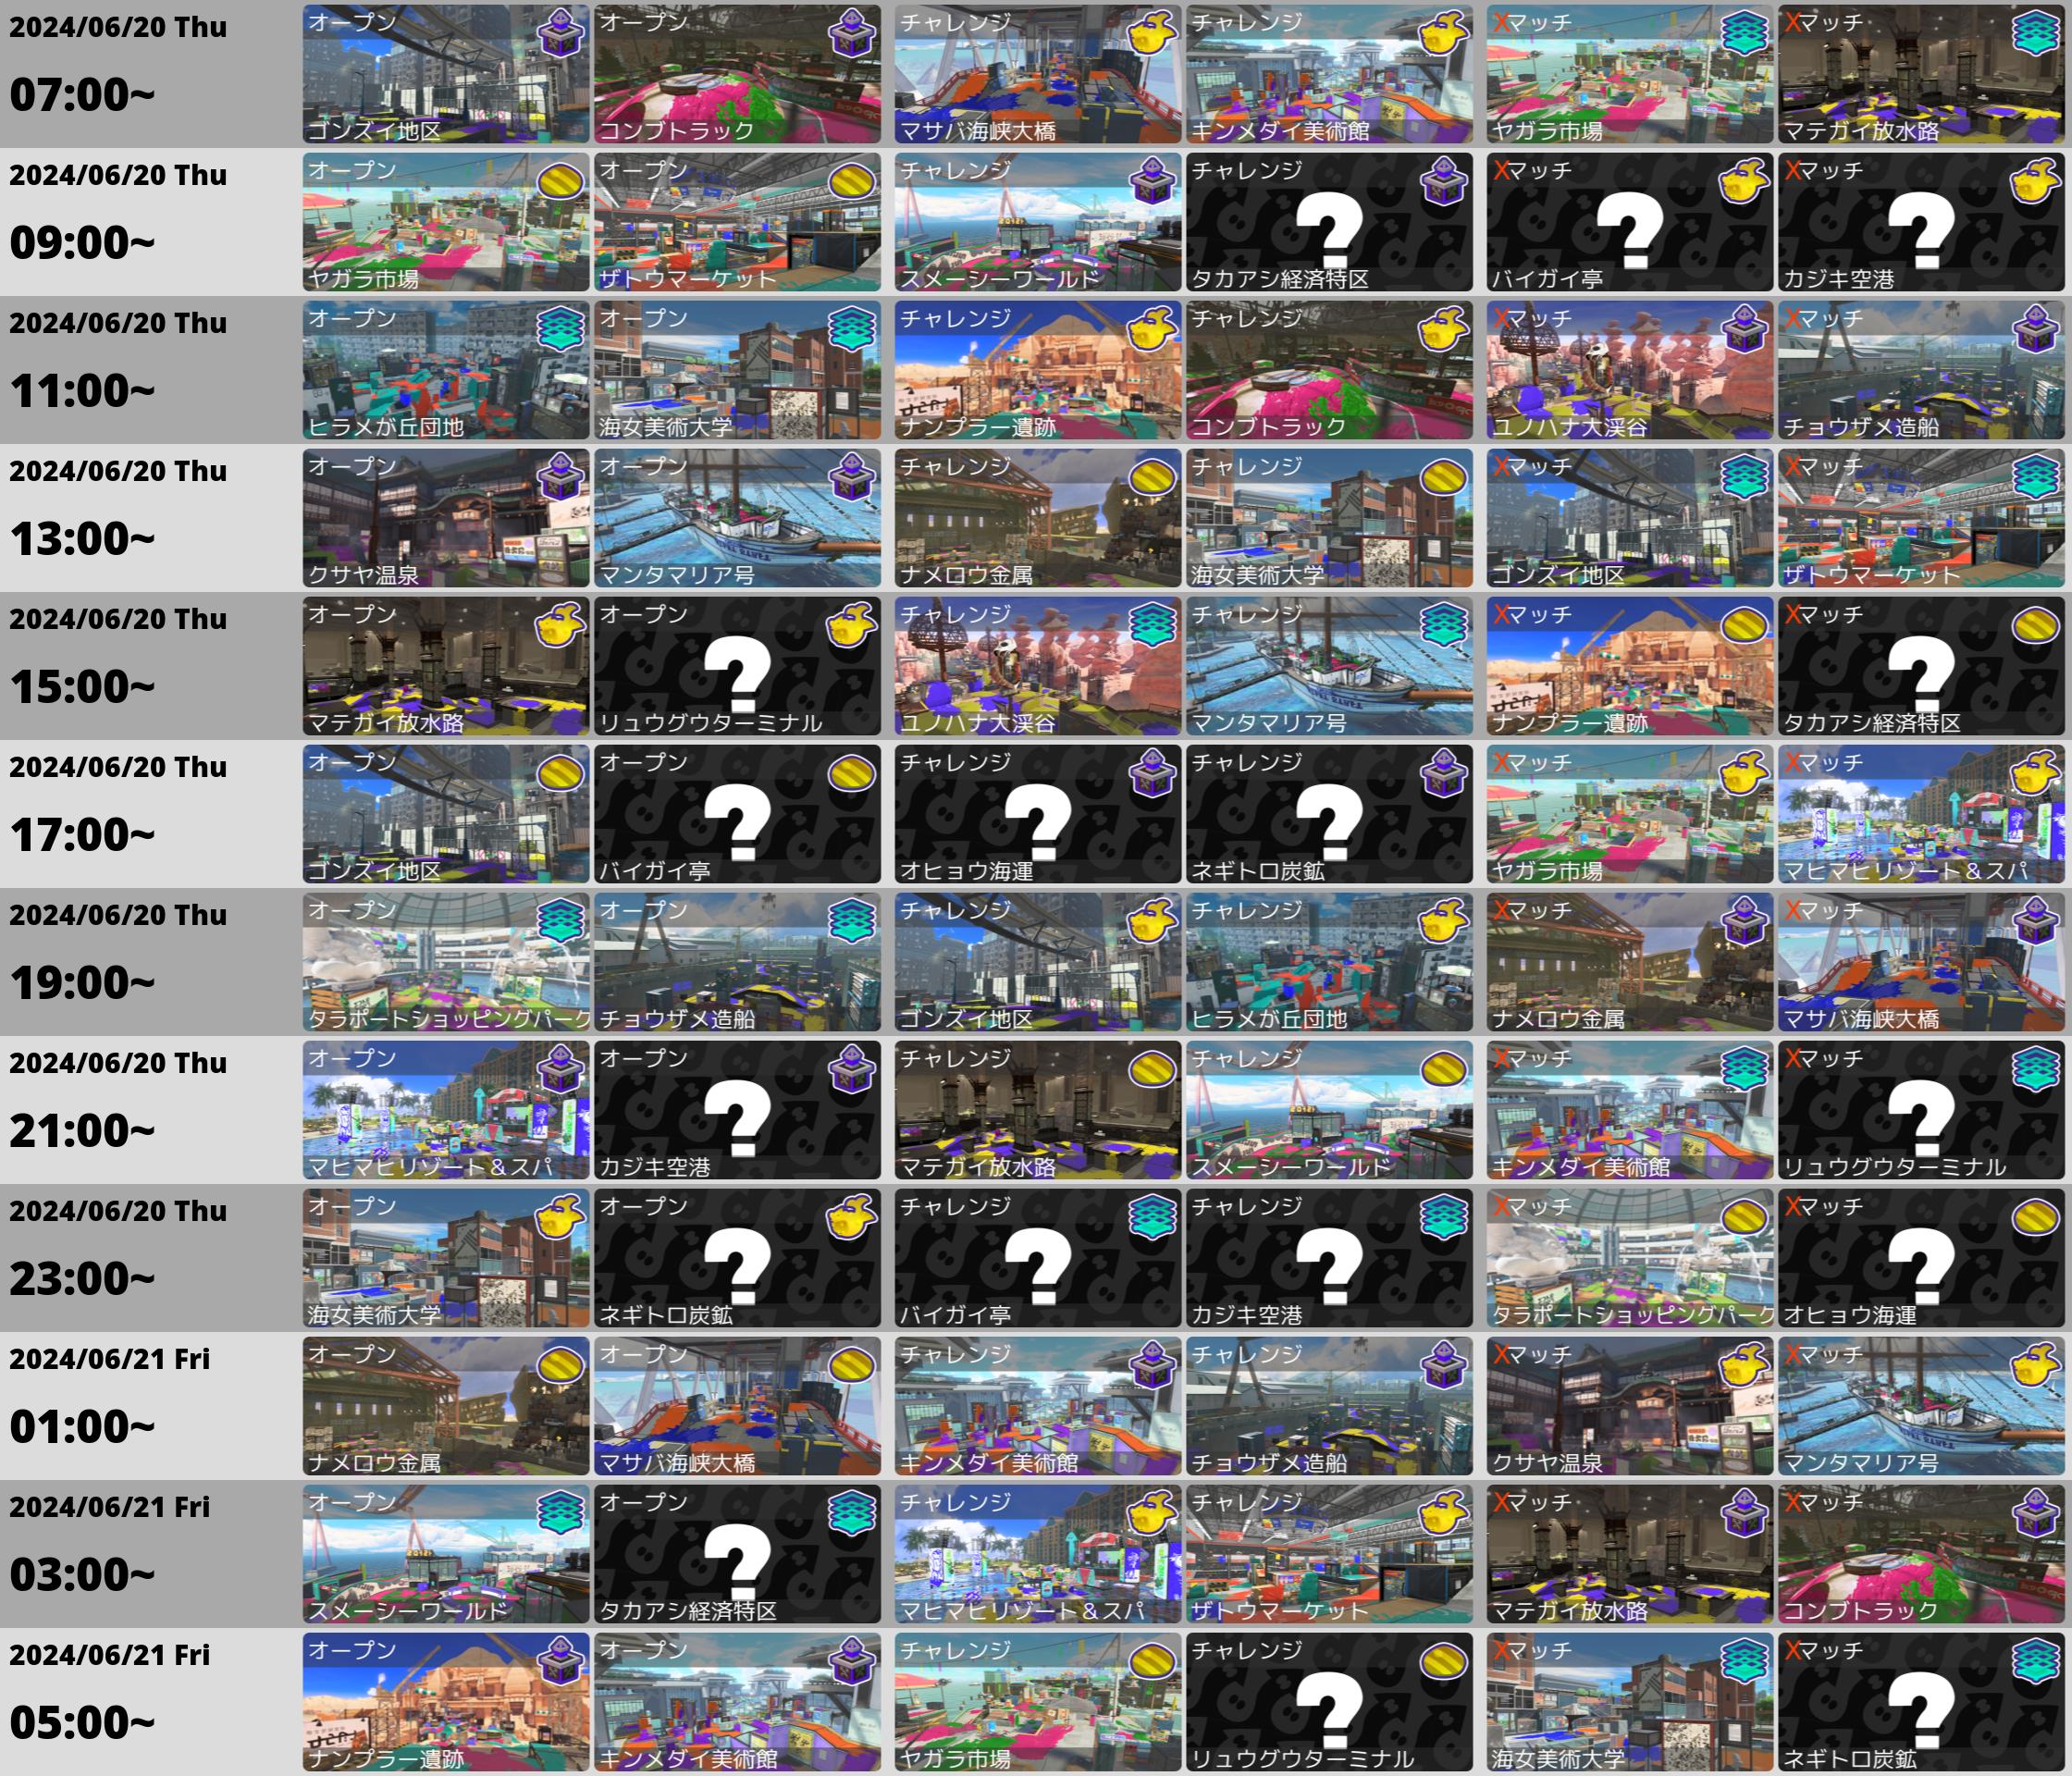 2024/06/20 Thu
07:00~
オープン
ゴンズイ地区
オープン
コンブトラック
チャレンジ
マサバ海峡大橋
チャレンジ
キンメダイ美術館
Xマッチ
ヤガラ市場
Xマッチ
マテガイ放水路
2024/06/20 Thu
09:00~
オープン
ヤガラ市場
オープン
ザトウマーケット
チャレンジ
スメーシーワールド
チャレンジ
?
タカアシ経済特区
Xマッチ
?
バイガイ亭
Xマッチ
?
カジキ空港
2024/06/20 Thu
11:00~
オープン
ヒラメが丘団地
オープン
海女美術大学
チャレンジ
ナンプラー遺跡
チャレンジ
コンブトラック
Xマッチ
ユノハナ大渓谷
Xマッチ
チョウザメ造船
2024/06/20 Thu
13:00~
オープン
クサヤ温泉
オープン
マンタマリア号
チャレンジ
ナメロウ金属
チャレンジ
海女美術大学
Xマッチ
ゴンズイ地区
Xマッチ
ザトウマーケット
2024/06/20 Thu
15:00~
オープン
マテガイ放水路
オープン
?
リュウグウターミナル
チャレンジ
ユノハナ大渓谷
チャレンジ
マンタマリア号
Xマッチ
ナンプラー遺跡
Xマッチ
?
タカアシ経済特区
2024/06/20 Thu
17:00~
オープン
ゴンズイ地区
オープン
?
バイガイ亭
チャレンジ
?
オヒョウ海運
チャレンジ
?
ネギトロ炭鉱
Xマッチ
ヤガラ市場
Xマッチ
マヒマヒリゾート&スパ
2024/06/20 Thu
19:00~
オープン
タラポートショッピングパーク
オープン
チョウザメ造船
チャレンジ
ゴンズイ地区
チャレンジ
ヒラメが丘団地
Xマッチ
ナメロウ金属
Xマッチ
マサバ海峡大橋
2024/06/20 Thu
21:00~
オープン
マヒマヒリゾート&スパ
オープン
?
カジキ空港
チャレンジ
マテガイ放水路
チャレンジ
スメーシーワールド
Xマッチ
キンメダイ美術館
Xマッチ
?
リュウグウターミナル
2024/06/20 Thu
23:00~
オープン
海女美術大学
オープン
?
ネギトロ炭鉱
チャレンジ
?
バイガイ亭
チャレンジ
?
カジキ空港
Xマッチ
タラポートショッピングパーク
Xマッチ
?
オヒョウ海運
2024/06/21 Fri
01:00~
オープン
ナメロウ金属
オープン
マサバ海峡大橋
チャレンジ
キンメダイ美術館
チャレンジ
チョウザメ造船
Xマッチ
クサヤ温泉
Xマッチ
マンタマリア号
2024/06/21 Fri
03:00~
オープン
スメーシーワールド
オープン
?
タカアシ経済特区
チャレンジ
マヒマヒリゾート&スパ
チャレンジ
ザトウマーケット
Xマッチ
マテガイ放水路
Xマッチ
コンブトラック
2024/06/21 Fri
05:00~
オープン
ナンプラー遺跡
オープン
キンメダイ美術館
チャレンジ
ヤガラ市場
チャレンジ
?
リュウグウターミナル
Xマッチ
海女美術大学
Xマッチ
?
ネギトロ炭鉱